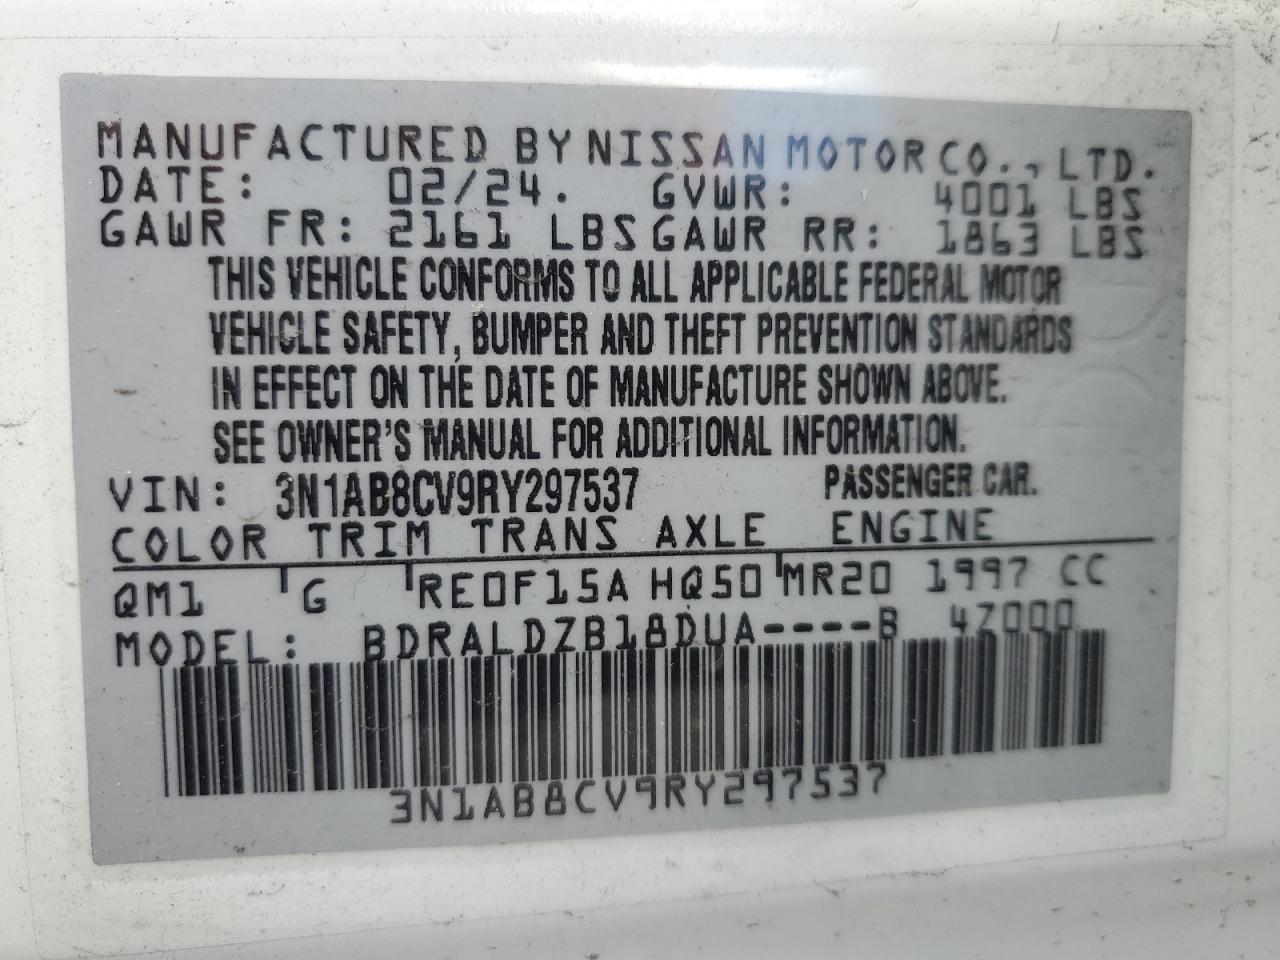 MANUFACTURED BY NISSAN MOTOR CO., LTD.
DATE: 02/24. GVWR: 4001 LBS
GAWR FR: 2161 LBS GAWR RR: 1863 LBS
THIS VEHICLE CONFORMS TO ALL APPLICABLE FEDERAL MOTOR
VEHICLE SAFETY, BUMPER AND THEFT PREVENTION STANDARDS
IN EFFECT ON THE DATE OF MANUFACTURE SHOWN ABOVE.
SEE OWNER'S MANUAL FOR ADDITIONAL INFORMATION.
VIN: 3N1AB8CV9RY297537 PASSENGER CAR.
COLOR TRIM TRANS AXLE ENGINE
QM1 G RE0F15A HQ50 MR20 1997 CC
MODEL: BDRALDZB18DUA----B 4Z000
3N1AB8CV9RY297537